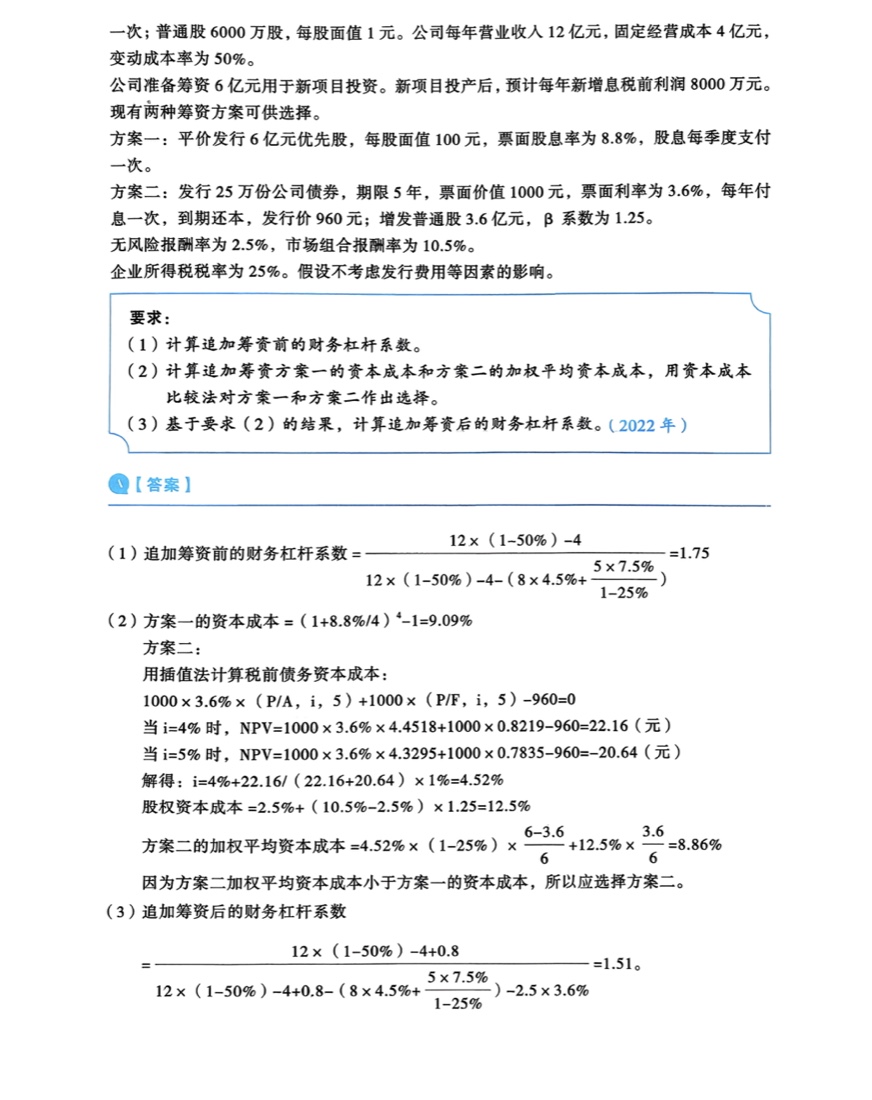 一次；普通股 6000 万股，每股面值 1 元。公司每年营业收入 12 亿元，固定经营成本 4 亿元，
变动成本率为 50%。
公司准备筹资 6 亿元用于新项目投资。新项目投产后，预计每年新增息税前利润 8000 万元。
现有两种筹资方案可供选择。
方案一：平价发行 6 亿元优先股，每股面值 100 元，票面股息率为 8.8%，股息每季度支付
一次。
方案二：发行 25 万份公司债券，期限 5 年，票面价值 1000 元，票面利率为 3.6%，每年付
息一次，到期还本，发行价 960 元；增发普通股 3.6 亿元，β 系数为 1.25。
无风险报酬率为 2.5%，市场组合报酬率为 10.5%。
企业所得税税率为 25%。假设不考虑发行费用等因素的影响。
要求：
（1）计算追加筹资前的财务杠杆系数。
（2）计算追加筹资方案一的资本成本和方案二的加权平均资本成本，用资本成本
比较法对方案一和方案二作出选择。
（3）基于要求（2）的结果，计算追加筹资后的财务杠杆系数。（2022 年）
【答案】
（1）追加筹资前的财务杠杆系数 = 12×（1-50%）-4 / 12×（1-50%）-4-（8×4.5%+ 5×7.5% / 1-25% ） =1.75
（2）方案一的资本成本 =（1+8.8%/4）⁴-1=9.09%
方案二：
用插值法计算税前债务资本成本：
1000×3.6%×（P/A，i，5）+1000×（P/F，i，5）-960=0
当 i=4% 时，NPV=1000×3.6%×4.4518+1000×0.8219-960=22.16（元）
当 i=5% 时，NPV=1000×3.6%×4.3295+1000×0.7835-960=-20.64（元）
解得：i=4%+22.16/（22.16+20.64）×1%=4.52%
股权资本成本 =2.5%+（10.5%-2.5%）×1.25=12.5%
方案二的加权平均资本成本 =4.52%×（1-25%）× 6-3.6 / 6 +12.5%× 3.6 / 6 =8.86%
因为方案二加权平均资本成本小于方案一的资本成本，所以应选择方案二。
（3）追加筹资后的财务杠杆系数
= 12×（1-50%）-4+0.8 / 12×（1-50%）-4+0.8-（8×4.5%+ 5×7.5% / 1-25% ）-2.5×3.6% =1.51。